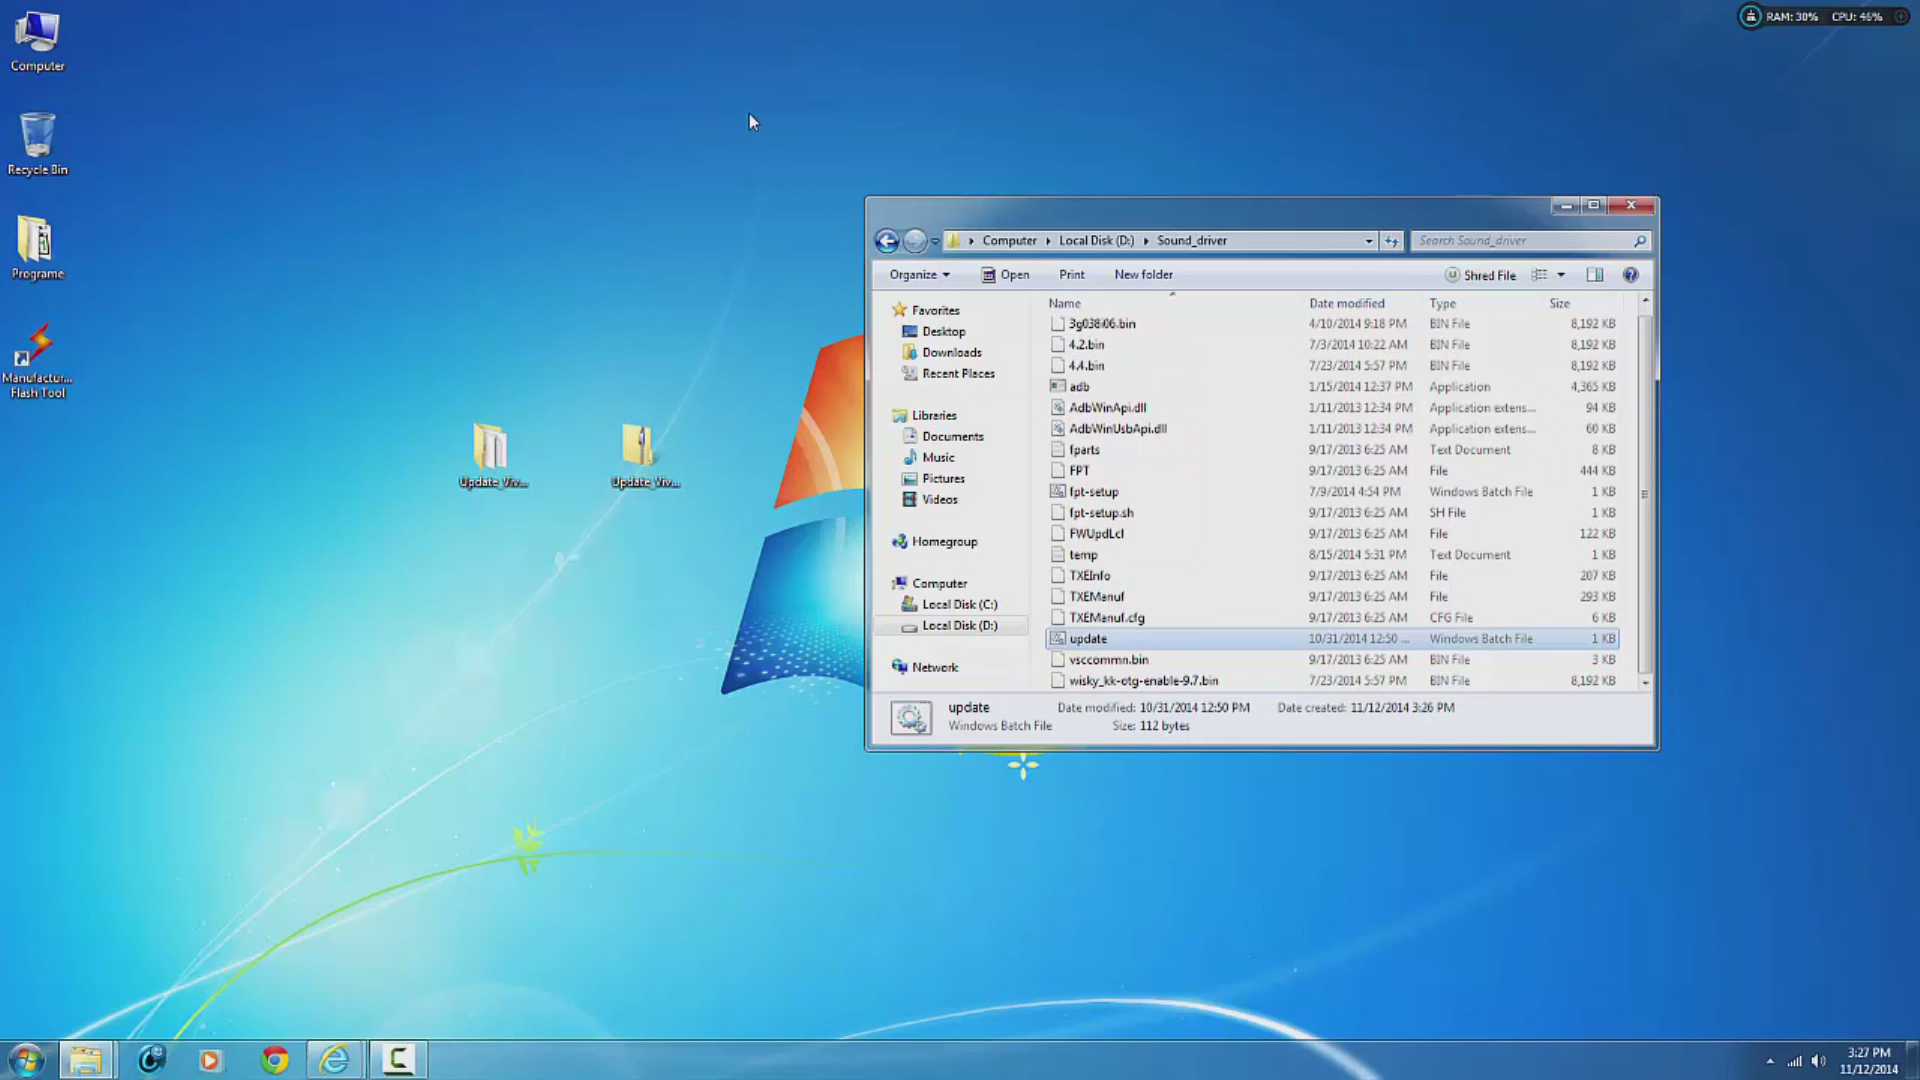 Computer
Recycle Bin
Programe
Manufactur...
Flash Tool
Update_Viv...
Update_Viv...
RAM: 30% CPU: 46%
Computer Local Disk (D:) Sound_driver
Search Sound_driver
Organize Open Print New folder Shred File
Favorites
Desktop
Downloads
Recent Places
Libraries
Documents
Music
Pictures
Videos
Homegroup
Computer
Local Disk (C:)
Local Disk (D:)
Network
Name Date modified Type Size
3g038i06.bin 4/10/2014 9:18 PM BIN File 8,192 KB
4.2.bin 7/3/2014 10:22 AM BIN File 8,192 KB
4.4.bin 7/23/2014 5:57 PM BIN File 8,192 KB
adb 1/15/2014 12:37 PM Application 4,365 KB
AdbWinApi.dll 1/11/2013 12:34 PM Application extens... 94 KB
AdbWinUsbApi.dll 1/11/2013 12:34 PM Application extens... 60 KB
fparts 9/17/2013 6:25 AM Text Document 8 KB
FPT 9/17/2013 6:25 AM File 444 KB
fpt-setup 7/9/2014 4:54 PM Windows Batch File 1 KB
fpt-setup.sh 9/17/2013 6:25 AM SH File 1 KB
FWUpdLcl 9/17/2013 6:25 AM File 122 KB
temp 8/15/2014 5:31 PM Text Document 1 KB
TXEInfo 9/17/2013 6:25 AM File 207 KB
TXEManuf 9/17/2013 6:25 AM File 293 KB
TXEManuf.cfg 9/17/2013 6:25 AM CFG File 6 KB
update 10/31/2014 12:50 ... Windows Batch File 1 KB
vsccommn.bin 9/17/2013 6:25 AM BIN File 3 KB
wisky_kk-otg-enable-9.7.bin 7/23/2014 5:57 PM BIN File 8,192 KB
update Date modified: 10/31/2014 12:50 PM Date created: 11/12/2014 3:26 PM
Windows Batch File Size: 112 bytes
3:27 PM
11/12/2014